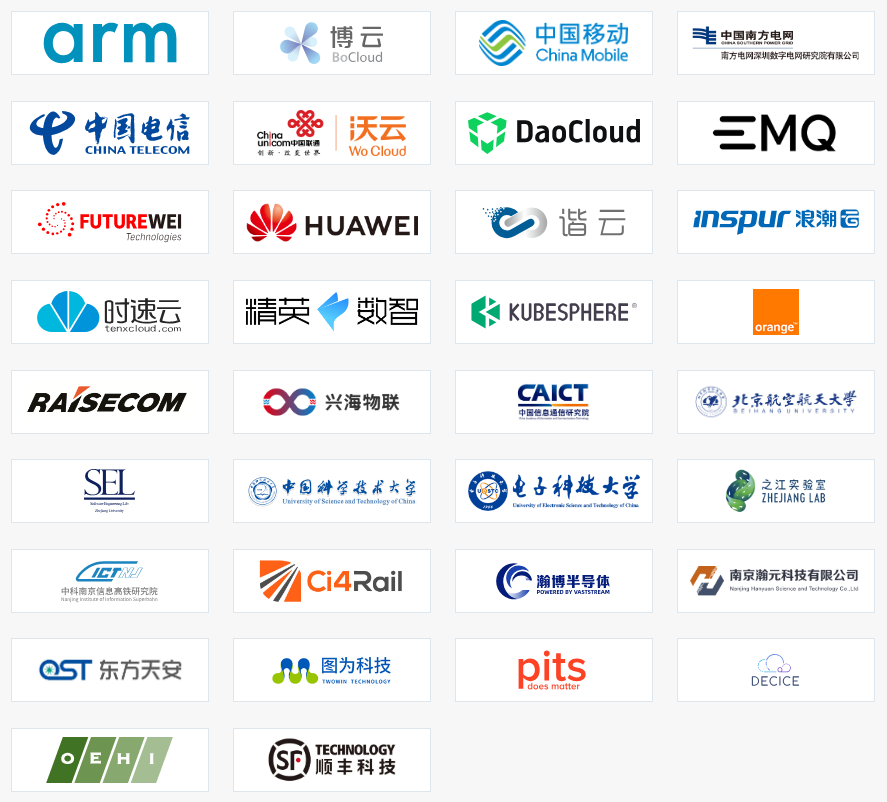 arm
博云
BoCloud
中国移动
China Mobile
中国南方电网
CHINA SOUTHERN POWER GRID
南方电网深圳数字电网研究院有限公司
中国电信
CHINA TELECOM
China
unicom中国联通
创新·改变世界
沃云
Wo Cloud
DaoCloud
EMQ
FUTUREWEI
Technologies
HUAWEI
谐云
inspur 浪潮
时速云
tenxcloud.com
精英数智
KUBESPHERE®
orange™
RAISECOM
兴海物联
CAICT
中国信息通信研究院
北京航空航天大学
BEIHANG UNIVERSITY
SEL
Software Engineering Lab
Zhejiang University
中国科学技术大学
University of Science and Technology of China
电子科技大学
University of Electronic Science and Technology of China
之江实验室
ZHEJIANG LAB
ICTNJ
中科南京信息高铁研究院
Nanjing Institute of Information Superbahn
Ci4Rail
瀚博半导体
POWERED BY VASTSTREAM
南京瀚元科技有限公司
Nanjing Hanyuan Science and Technology Co.,Ltd
QST 东方天安
图为科技
TWOWIN TECHNOLOGY
pits
does matter
DECICE
OEHI
SF
TECHNOLOGY
顺丰科技